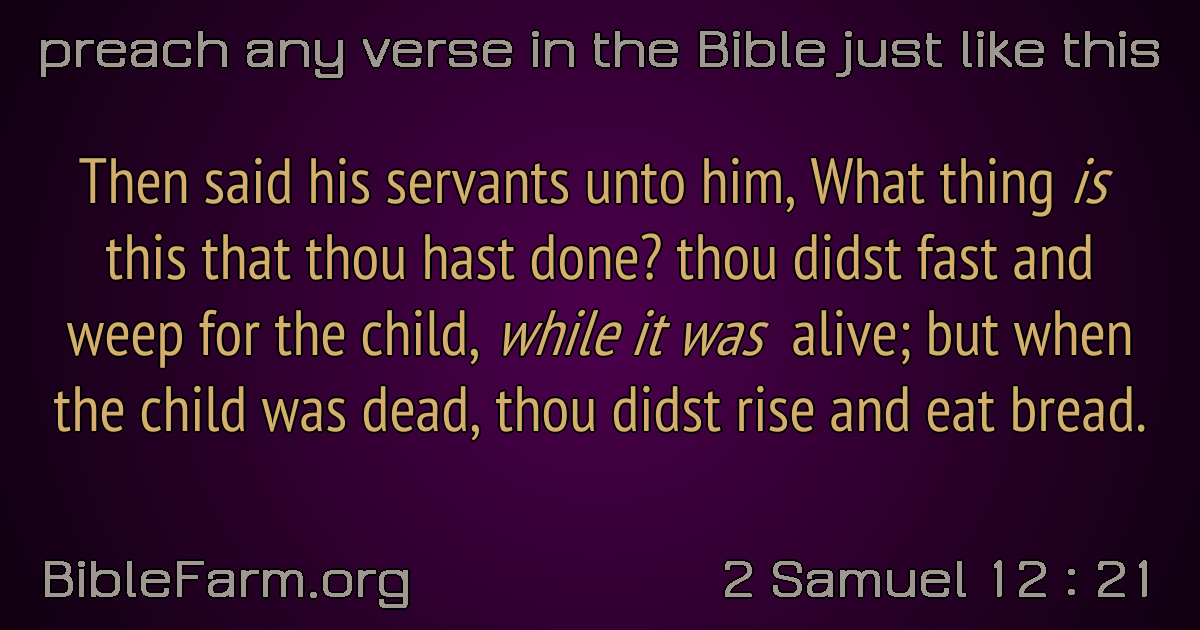 preach any verse in the Bible just like this
Then said his servants unto him, What thing is
this that thou hast done? thou didst fast and
weep for the child, while it was alive; but when
the child was dead, thou didst rise and eat bread.
BibleFarm.org
2 Samuel 12 : 21